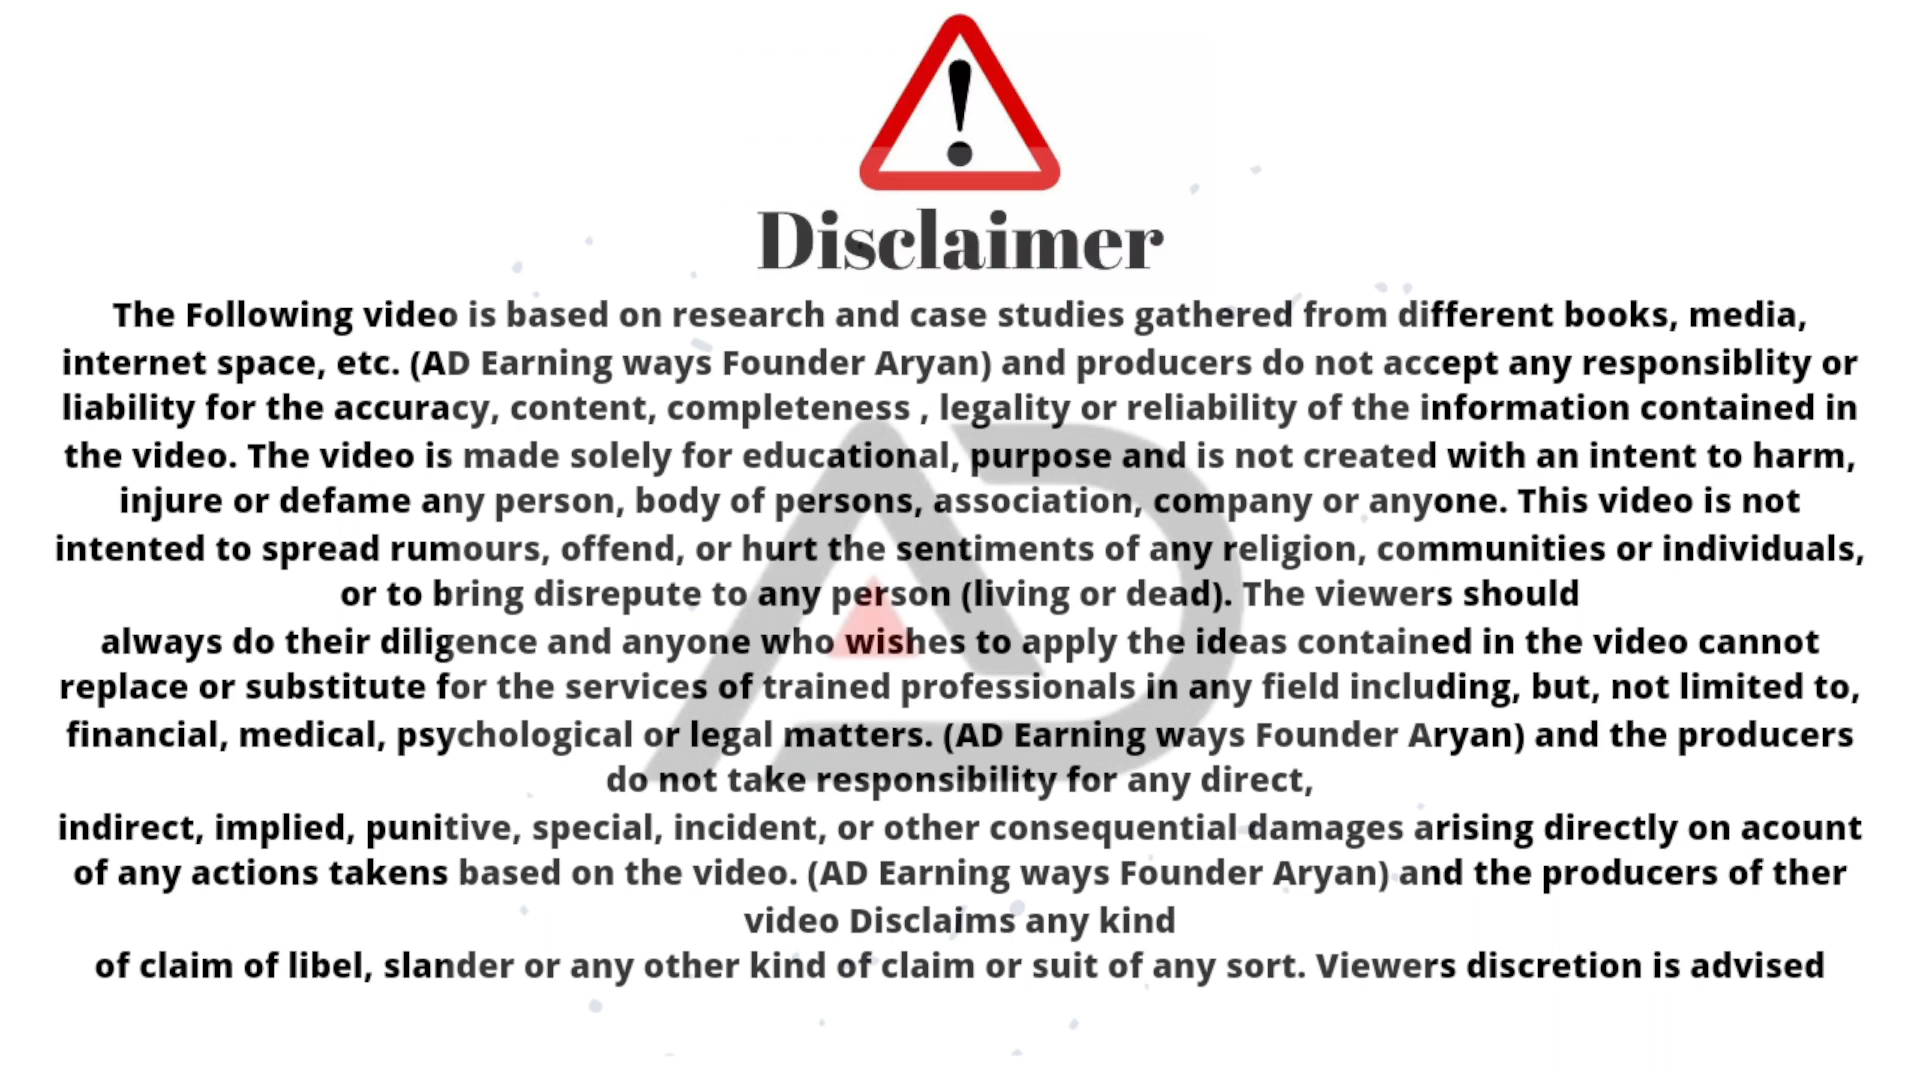 Disclaimer
The Following video is based on research and case studies gathered from different books, media,
internet space, etc. (AD Earning ways Founder Aryan) and producers do not accept any responsiblity or
liability for the accuracy, content, completeness , legality or reliability of the information contained in
the video. The video is made solely for educational, purpose and is not created with an intent to harm,
injure or defame any person, body of persons, association, company or anyone. This video is not
intented to spread rumours, offend, or hurt the sentiments of any religion, communities or individuals,
or to bring disrepute to any person (living or dead). The viewers should
always do their diligence and anyone who wishes to apply the ideas contained in the video cannot
replace or substitute for the services of trained professionals in any field including, but, not limited to,
financial, medical, psychological or legal matters. (AD Earning ways Founder Aryan) and the producers
do not take responsibility for any direct,
indirect, implied, punitive, special, incident, or other consequential damages arising directly on acount
of any actions takens based on the video. (AD Earning ways Founder Aryan) and the producers of ther
video Disclaims any kind
of claim of libel, slander or any other kind of claim or suit of any sort. Viewers discretion is advised